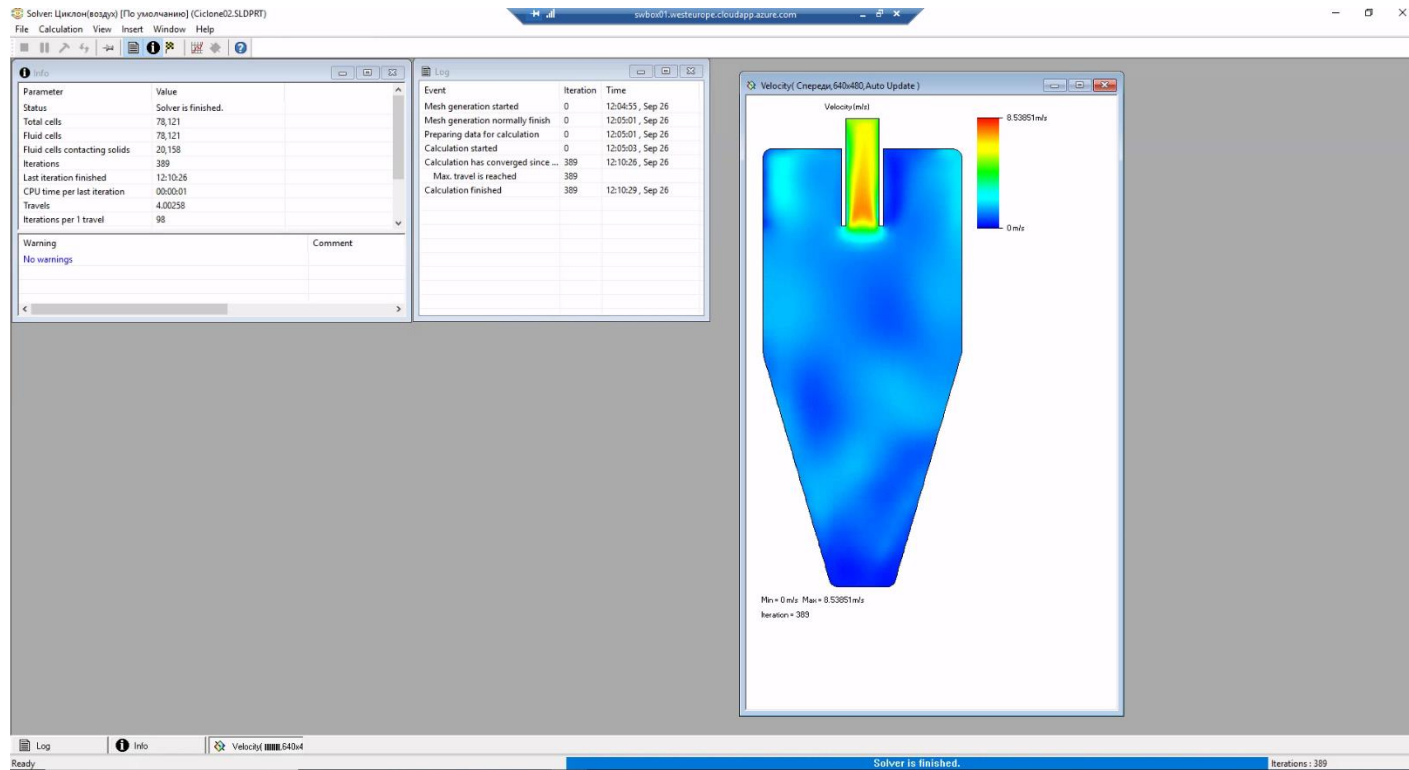 Solver: Циклон(воздух) [По умолчанию] (Ciclone02.SLDPRT)
swbox01.westeurope.cloudapp.azure.com
File Calculation View Insert Window Help
Info
Parameter Value
Status Solver is finished.
Total cells 78,121
Fluid cells 78,121
Fluid cells contacting solids 20,158
Iterations 389
Last iteration finished 12:10:26
CPU time per last iteration 00:00:01
Travels 4.00258
Iterations per 1 travel 98
Warning Comment
No warnings
Log
Event Iteration Time
Mesh generation started 0 12:04:55 , Sep 26
Mesh generation normally finish 0 12:05:01 , Sep 26
Preparing data for calculation 0 12:05:01 , Sep 26
Calculation started 0 12:05:03 , Sep 26
Calculation has converged since ... 389 12:10:26 , Sep 26
Max. travel is reached 389
Calculation finished 389 12:10:29 , Sep 26
Velocity( Спереди,640x480,Auto Update )
Velocity (m/s)
8.53851m/s
0 m/s
Min = 0 m/s Max = 8.53851m/s
Iteration = 389
Log Info Velocity( ,640x4
Ready Solver is finished. Iterations : 389